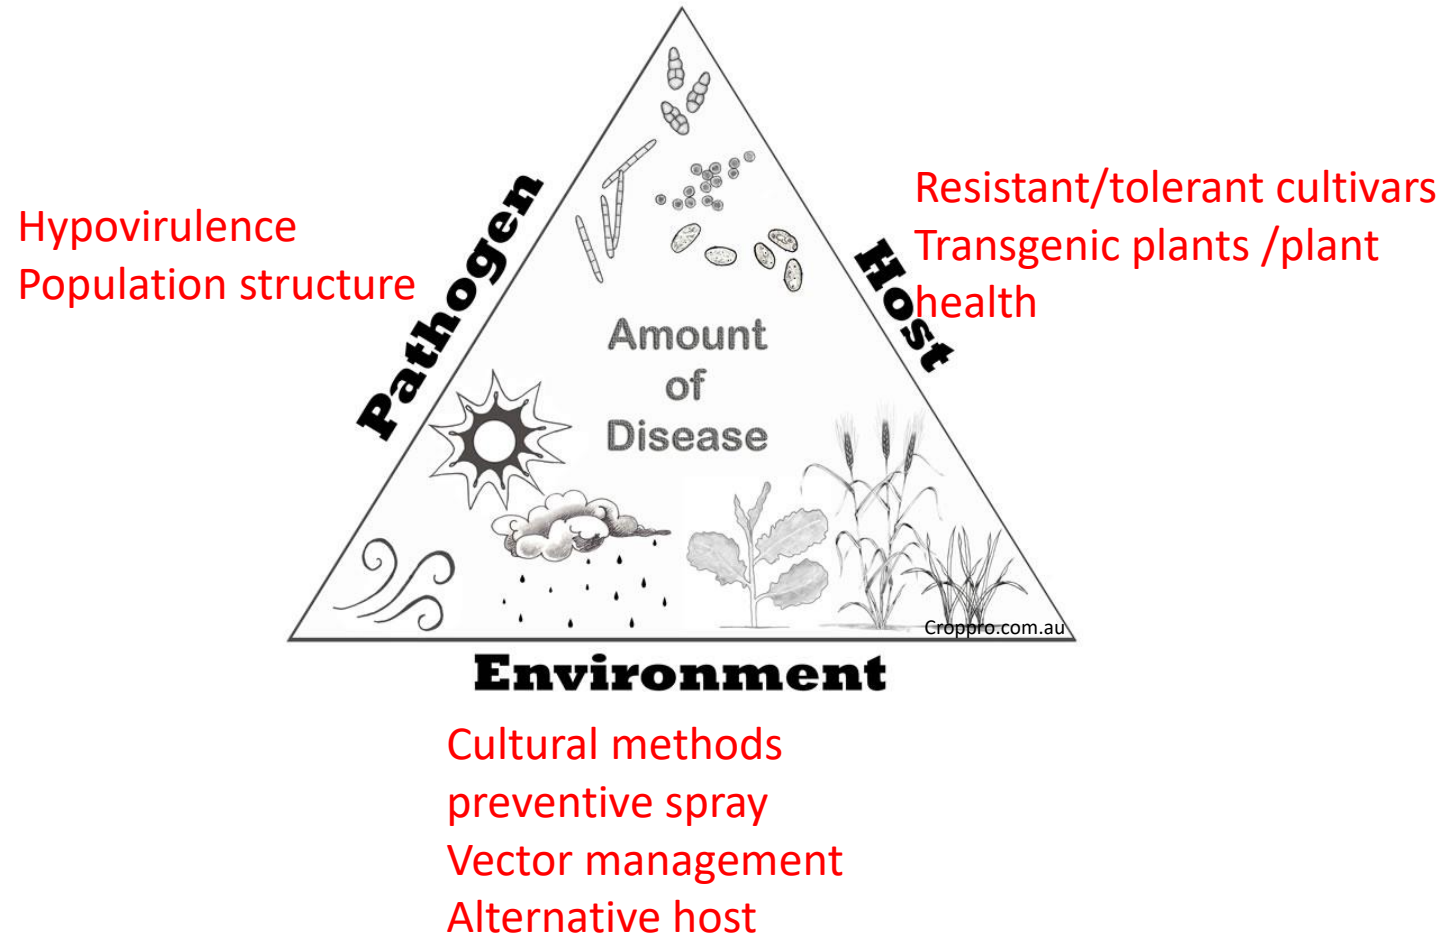 Hypovirulence
Population structure
Pathogen
Resistant/tolerant cultivars
Transgenic plants /plant
health
Host
Amount
of
Disease
Croppro.com.au
Environment
Cultural methods
preventive spray
Vector management
Alternative host